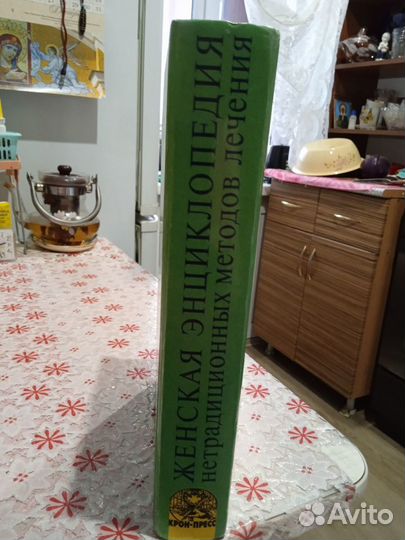 ЖЕНСКАЯ ЭНЦИКЛОПЕДИЯ
нетрадиционных методов лечения
КРОН-ПРЕСС
Avito